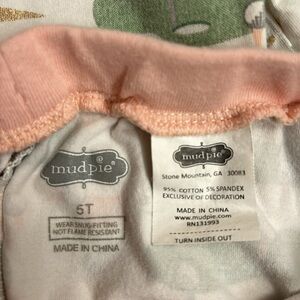 mudpie®
5T
WEAR SNUG-FITTING
NOT FLAME RESISTANT
MADE IN CHINA
mudpie®
Stone Mountain, GA 30083
95% COTTON 5% SPANDEX
EXCLUSIVE OF DECORATION
MADE IN CHINA
www.mudpie.com
RN131993
TURN INSIDE OUT